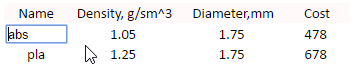 Name Density, g/sm^3 Diameter,mm Cost
abs 1.05 1.75 478
pla 1.25 1.75 678